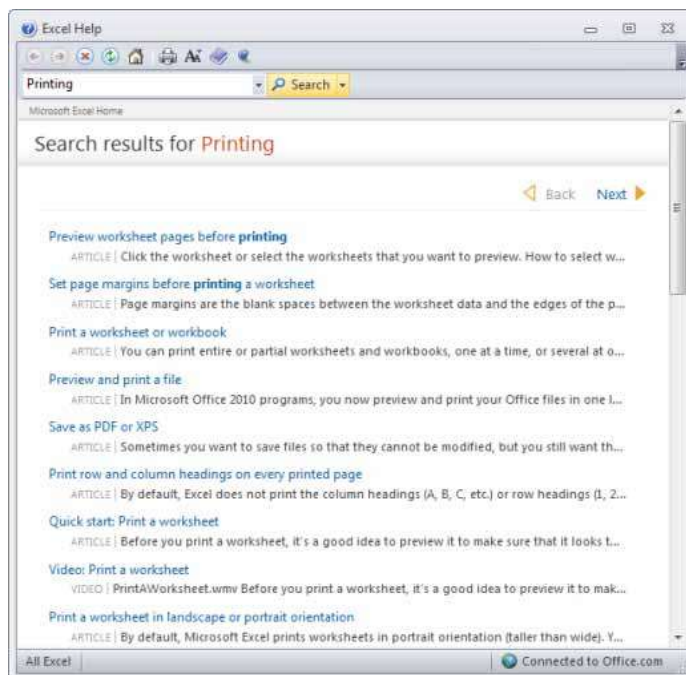 Excel Help
Printing
Search
Microsoft Excel Home
Search results for Printing
Back Next
Preview worksheet pages before printing
ARTICLE | Click the worksheet or select the worksheets that you want to preview. How to select w...
Set page margins before printing a worksheet
ARTICLE | Page margins are the blank spaces between the worksheet data and the edges of the p...
Print a worksheet or workbook
ARTICLE | You can print entire or partial worksheets and workbooks, one at a time, or several at o...
Preview and print a file
ARTICLE | In Microsoft Office 2010 programs, you now preview and print your Office files in one l...
Save as PDF or XPS
ARTICLE | Sometimes you want to save files so that they cannot be modified, but you still want th...
Print row and column headings on every printed page
ARTICLE | By default, Excel does not print the column headings (A, B, C, etc.) or row headings (1, 2...
Quick start: Print a worksheet
ARTICLE | Before you print a worksheet, it's a good idea to preview it to make sure that it looks t...
Video: Print a worksheet
VIDEO | PrintAWorksheet.wmv Before you print a worksheet, it's a good idea to preview it to mak...
Print a worksheet in landscape or portrait orientation
ARTICLE | By default, Microsoft Excel prints worksheets in portrait orientation (taller than wide). Y...
All Excel Connected to Office.com